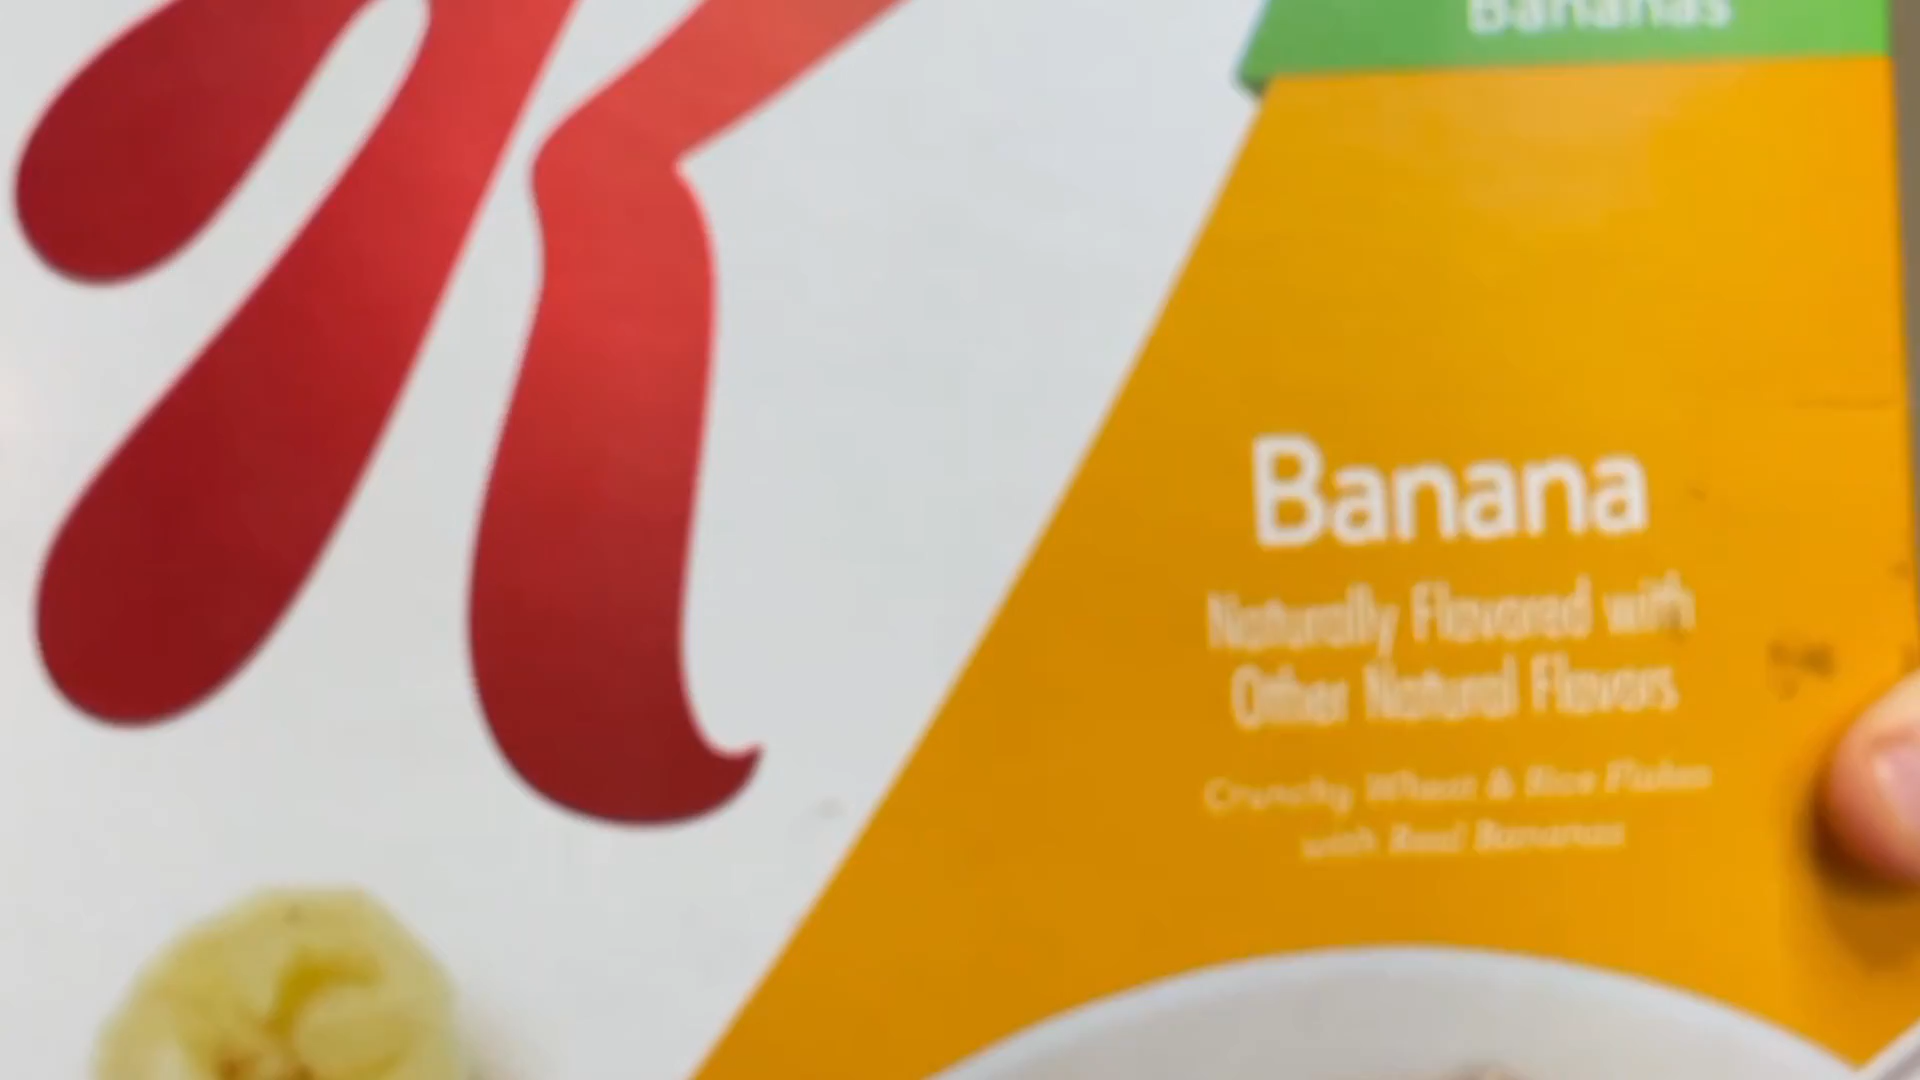 K
Bananas
Banana
Naturally Flavored with
Other Natural Flavors
Crunchy Wheat & Rice Flakes
with Real Bananas